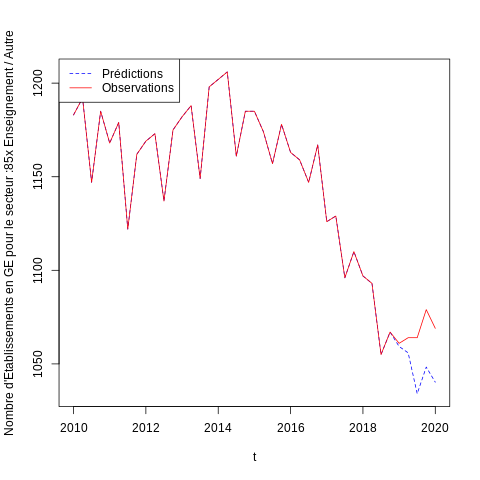 Nombre d'Etablissements en GE pour le secteur :85x Enseignement / Autre
1200
1150
1100
1050
Prédictions
Observations
2010 2012 2014 2016 2018 2020
t